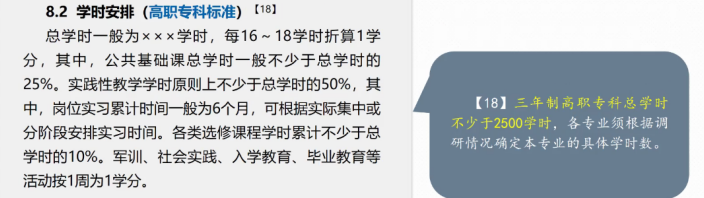 8.2 学时安排（高职专科标准）【18】
总学时一般为×××学时，每16～18学时折算1学
分，其中，公共基础课总学时一般不少于总学时的
25%。实践性教学学时原则上不少于总学时的50%，其
中，岗位实习累计时间一般为6个月，可根据实际集中或
分阶段安排实习时间。各类选修课程学时累计不少于总
学时的10%。军训、社会实践、入学教育、毕业教育等
活动按1周为1学分。
【18】三年制高职专科总学时
不少于2500学时，各专业须根据调
研情况确定本专业的具体学时数。